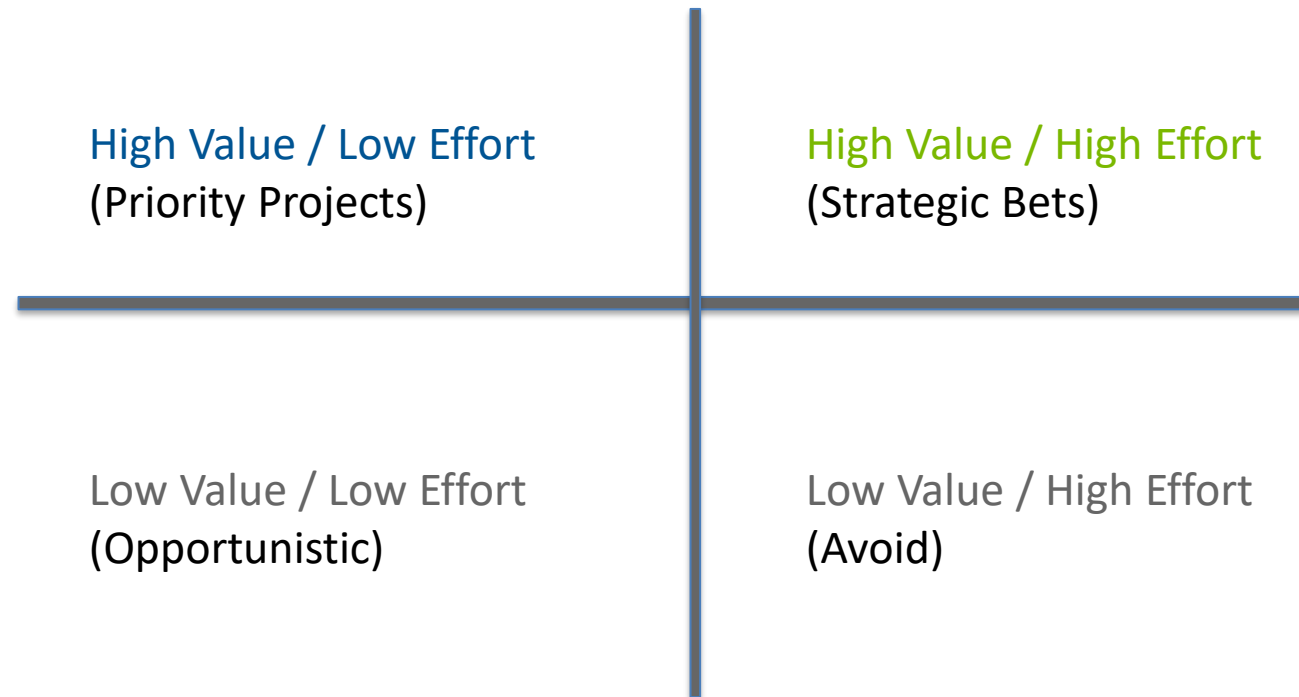 High Value / Low Effort
(Priority Projects)
High Value / High Effort
(Strategic Bets)
Low Value / Low Effort
(Opportunistic)
Low Value / High Effort
(Avoid)